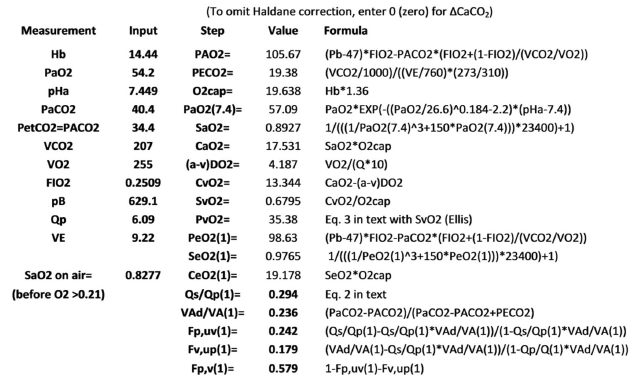 (To omit Haldane correction, enter 0 (zero) for ΔCaCO₂)
Measurement Input Step Value Formula
Hb 14.44 PAO2= 105.67 (Pb-47)*FIO2-PACO2*(FIO2+(1-FIO2)/(VCO2/VO2))
PaO2 54.2 PECO2= 19.38 (VCO2/1000)/((VE/760)*(273/310))
pHa 7.449 O2cap= 19.638 Hb*1.36
PaCO2 40.4 PaO2(7.4)= 57.09 PaO2*EXP(-((PaO2/26.6)^0.184-2.2)*(pHa-7.4))
PetCO2=PACO2 34.4 SaO2= 0.8927 1/(((1/PaO2(7.4)^3+150*PaO2(7.4)))*23400)+1)
VCO2 207 CaO2= 17.531 SaO2*O2cap
VO2 255 (a-v)DO2= 4.187 VO2/(Q*10)
FIO2 0.2509 CvO2= 13.344 CaO2-(a-v)DO2
pB 629.1 SvO2= 0.6795 CvO2/O2cap
Qp 6.09 PvO2= 35.38 Eq. 3 in text with SvO2 (Ellis)
VE 9.22 PeO2(1)= 98.63 (Pb-47)*FIO2-PaCO2*(FIO2+(1-FIO2)/(VCO2/VO2))
SeO2(1)= 0.9765 1/(((1/PeO2(1)^3+150*PeO2(1)))*23400)+1)
SaO2 on air= 0.8277 CeO2(1)= 19.178 SeO2*O2cap
(before O2 >0.21) Qs/Qp(1)= 0.294 Eq. 2 in text
VAd/VA(1)= 0.236 (PaCO2-PACO2)/(PaCO2-PACO2+PECO2)
Fp,uv(1)= 0.242 (Qs/Qp(1)-Qs/Qp(1)*VAd/VA(1))/(1-Qs/Qp(1)*VAd/VA(1))
Fv,up(1)= 0.179 (VAd/VA(1)-Qs/Qp(1)*VAd/VA(1))/(1-Qp/Q(1)*VAd/VA(1))
Fp,v(1)= 0.579 1-Fp,uv(1)-Fv,up(1)